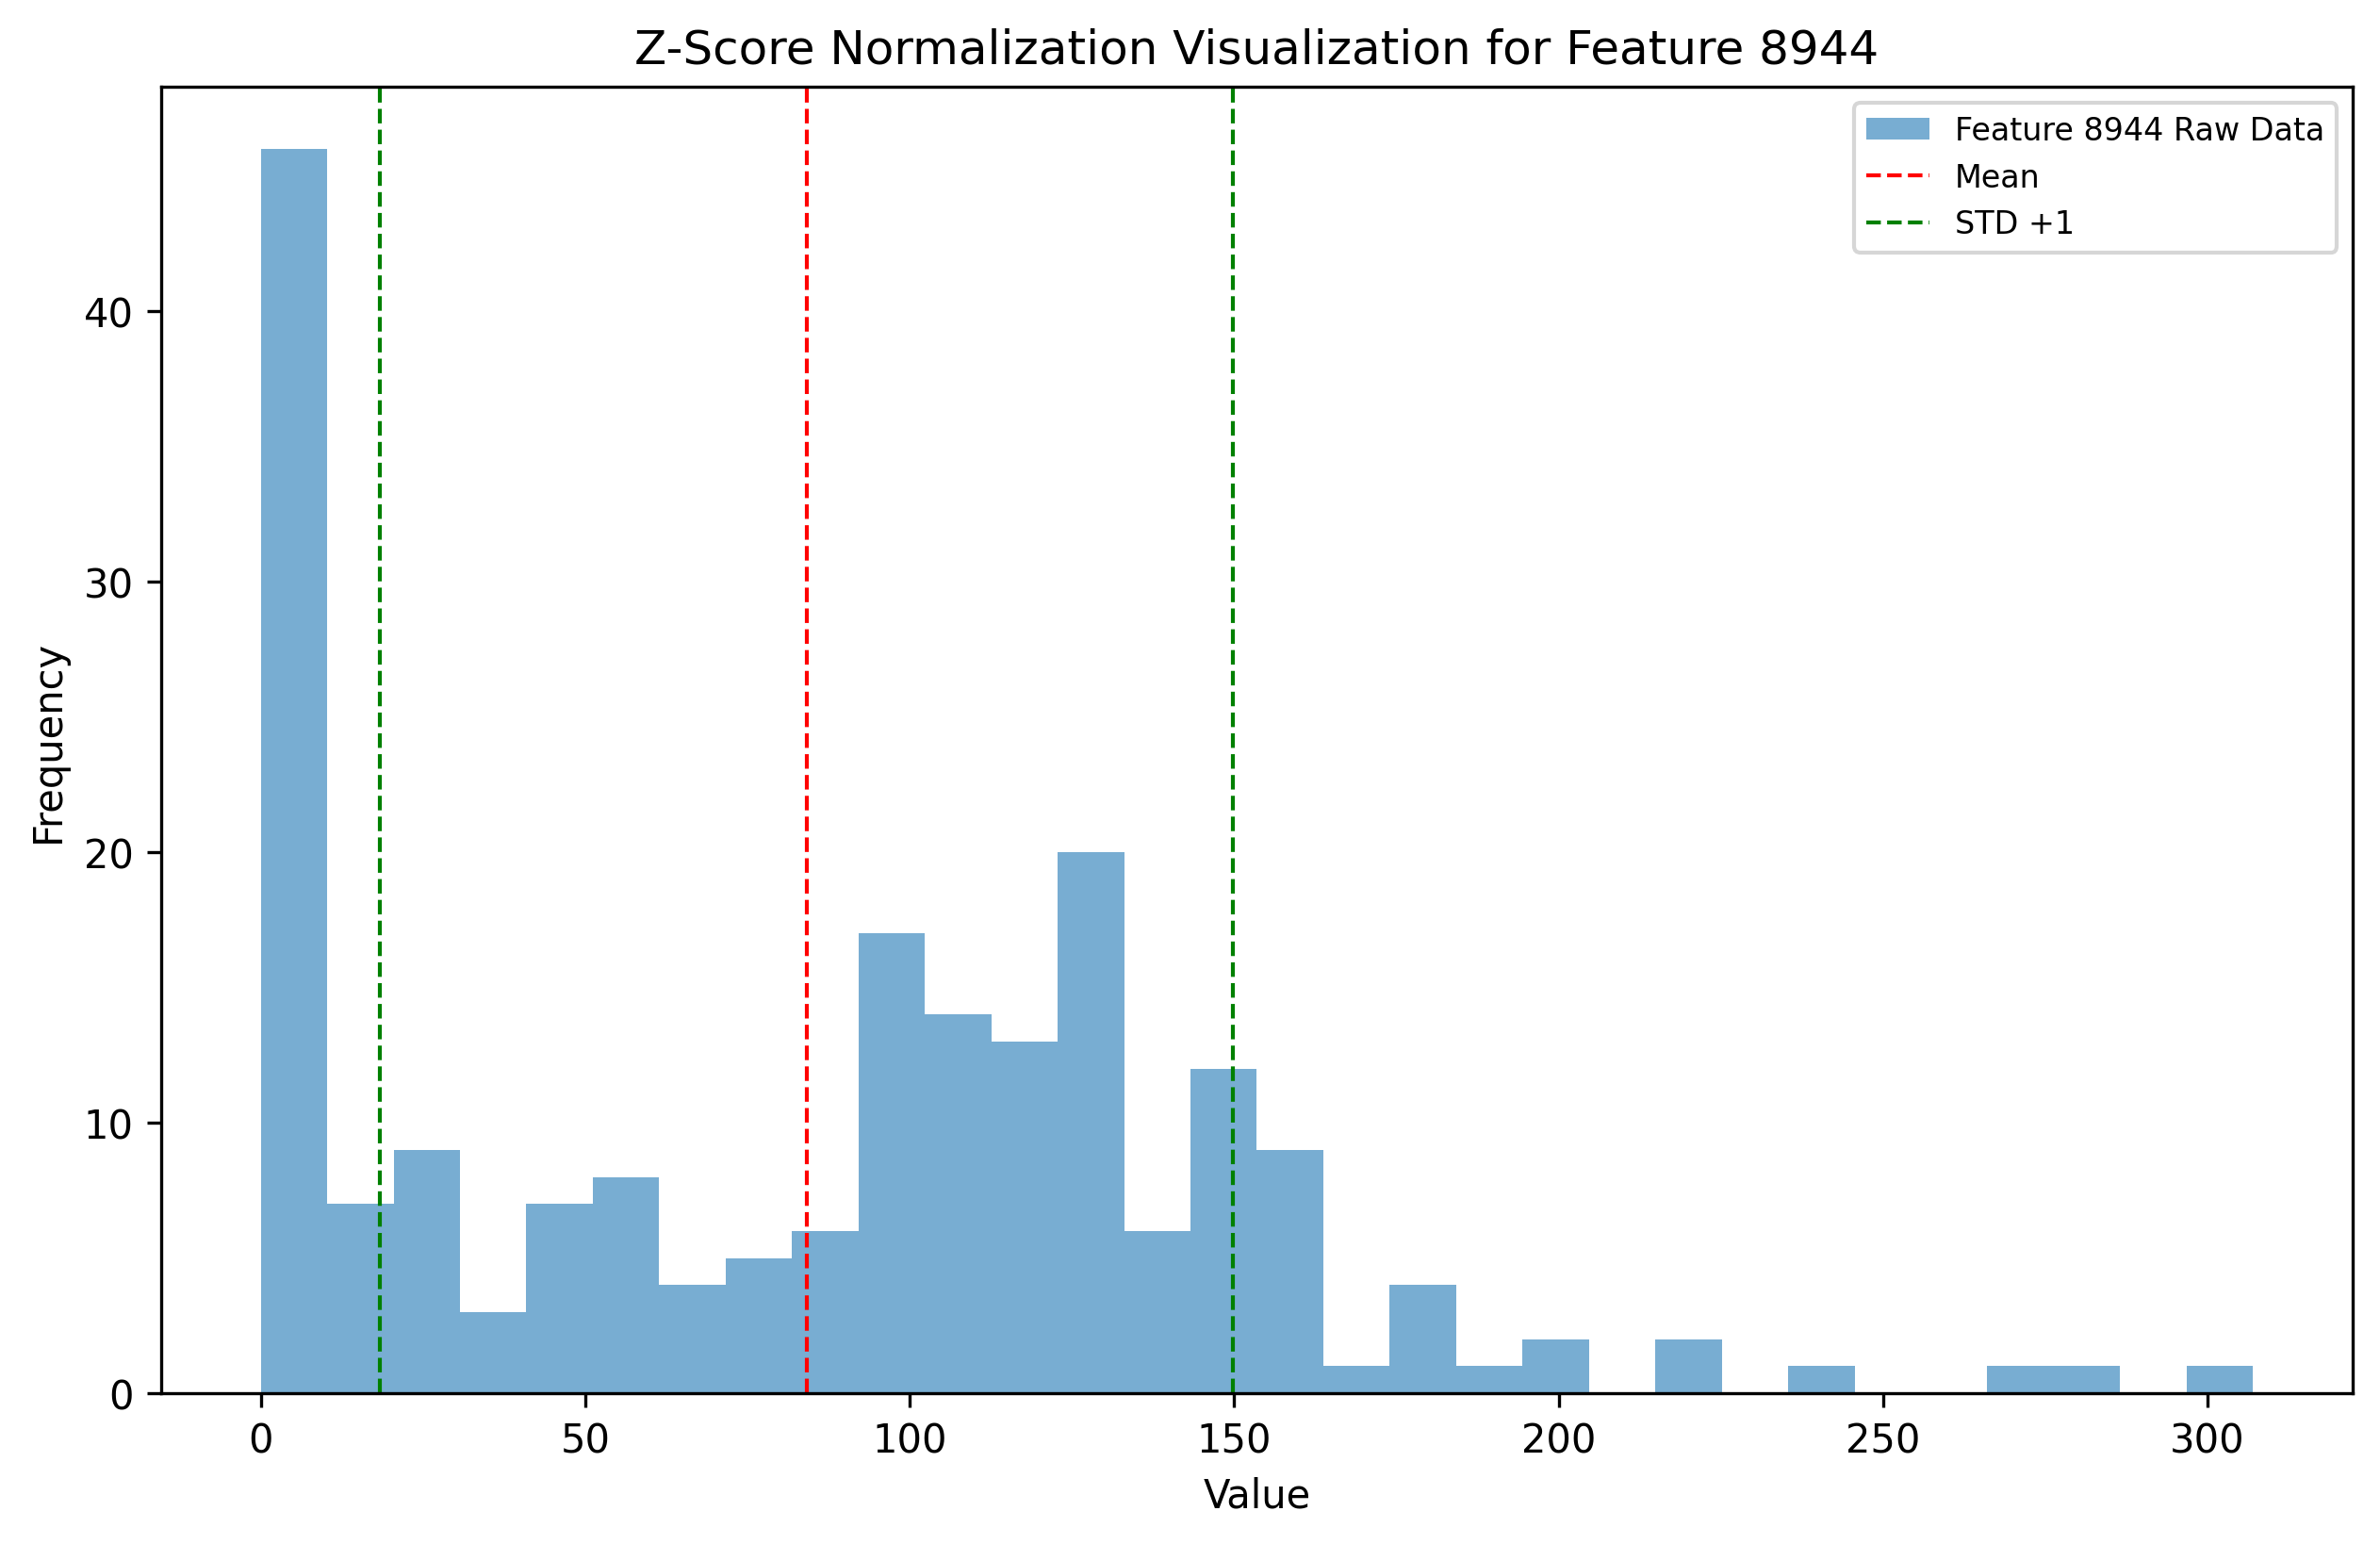 Z-Score Normalization Visualization for Feature 8944
Feature 8944 Raw Data
Mean
STD +1
40
30
20
10
0
Frequency
0 50 100 150 200 250 300
Value